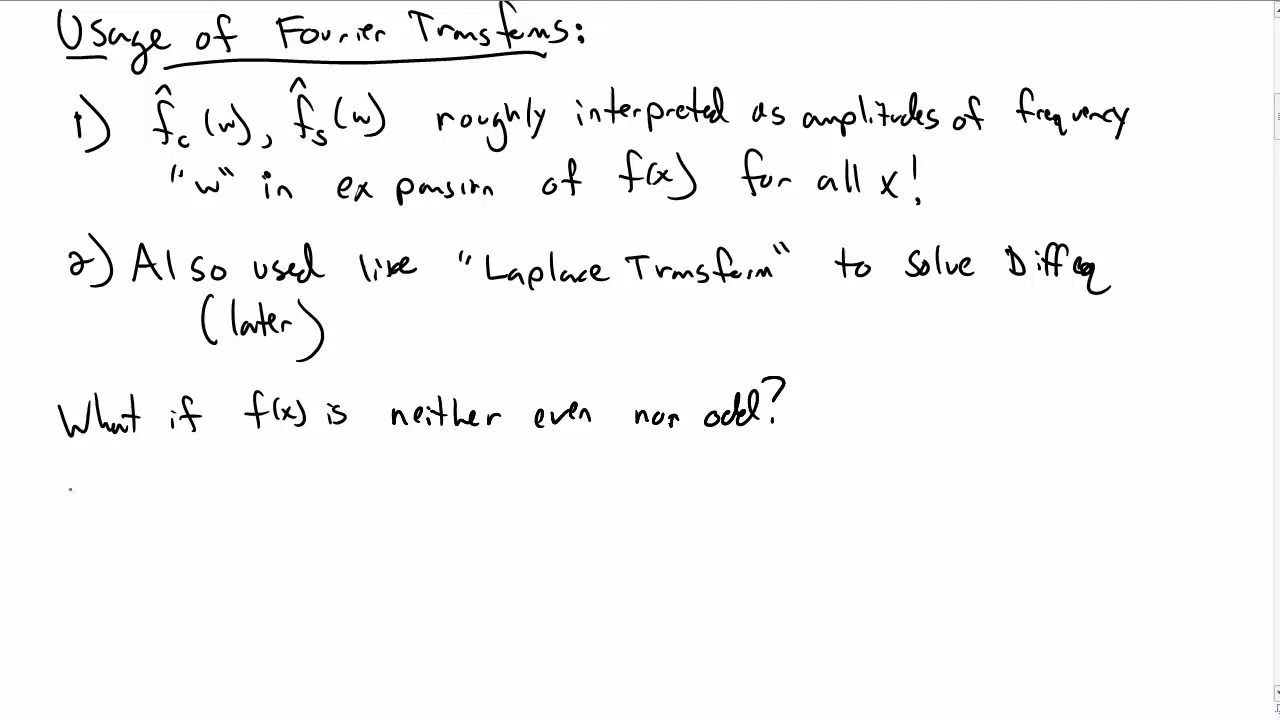 Usage of Fourier Transforms:
1) f̂c(w), f̂s(w) roughly interpreted as amplitudes of frequency
"w" in expansion of f(x) for all x!
2) Also used like "Laplace Transform" to solve Diffeq
(later)
What if f(x) is neither even nor odd?